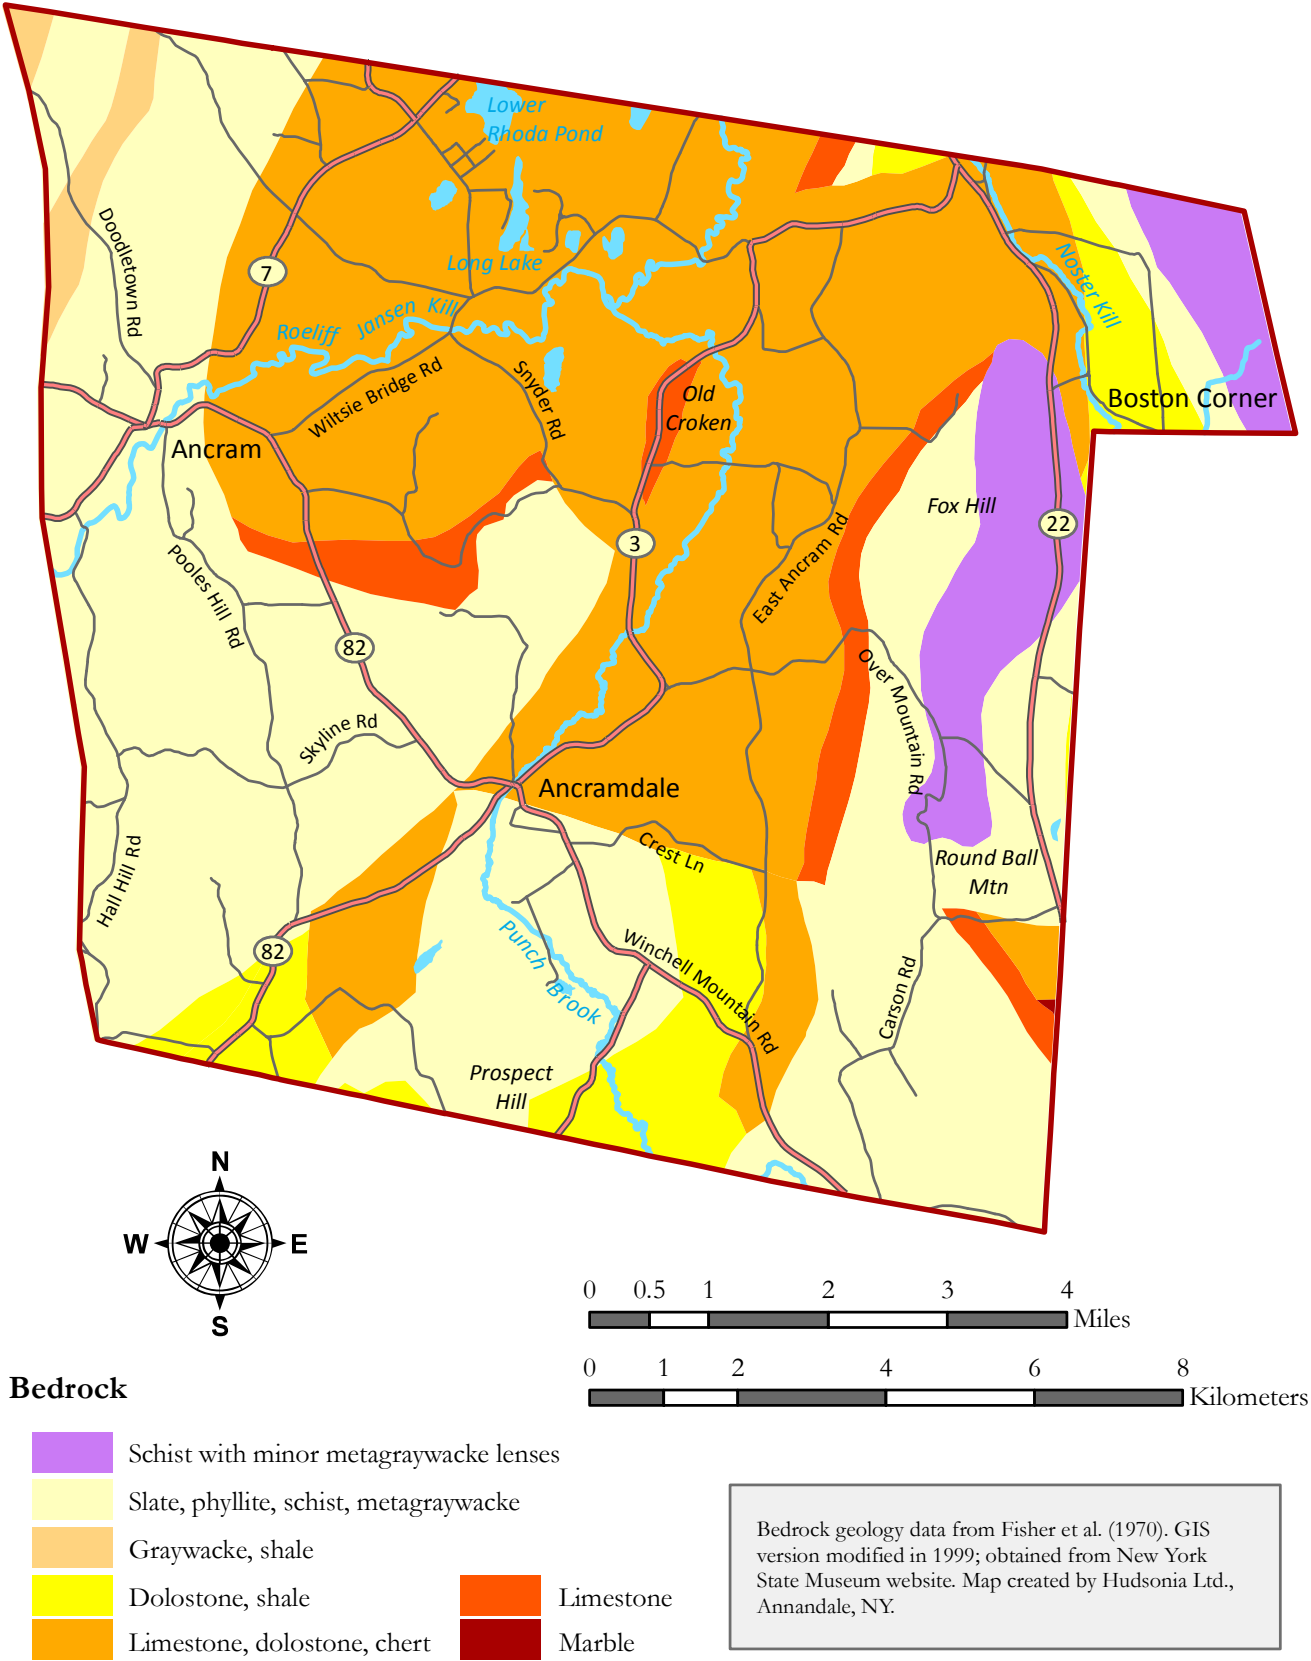 Lower
Rhoda Pond
Doodletown Rd
7
Long Lake
Noster Kill
Roeliff Jansen Kill
Wiltsie Bridge Rd
Snyder Rd
Old
Croken
Boston Corner
Ancram
Fox Hill
22
3
Pooles Hill Rd
East Ancram Rd
82
Over Mountain Rd
Skyline Rd
Ancramdale
Crest Ln
Round Ball
Mtn
Hall Hill Rd
82
Punch Brook
Winchell Mountain Rd
Carson Rd
Prospect
Hill
N
W E
S
0 0.5 1 2 3 4
Miles
0 1 2 4 6 8
Kilometers
Bedrock
Schist with minor metagraywacke lenses
Slate, phyllite, schist, metagraywacke
Graywacke, shale
Dolostone, shale
Limestone, dolostone, chert
Limestone
Marble
Bedrock geology data from Fisher et al. (1970). GIS
version modified in 1999; obtained from New York
State Museum website. Map created by Hudsonia Ltd.,
Annandale, NY.